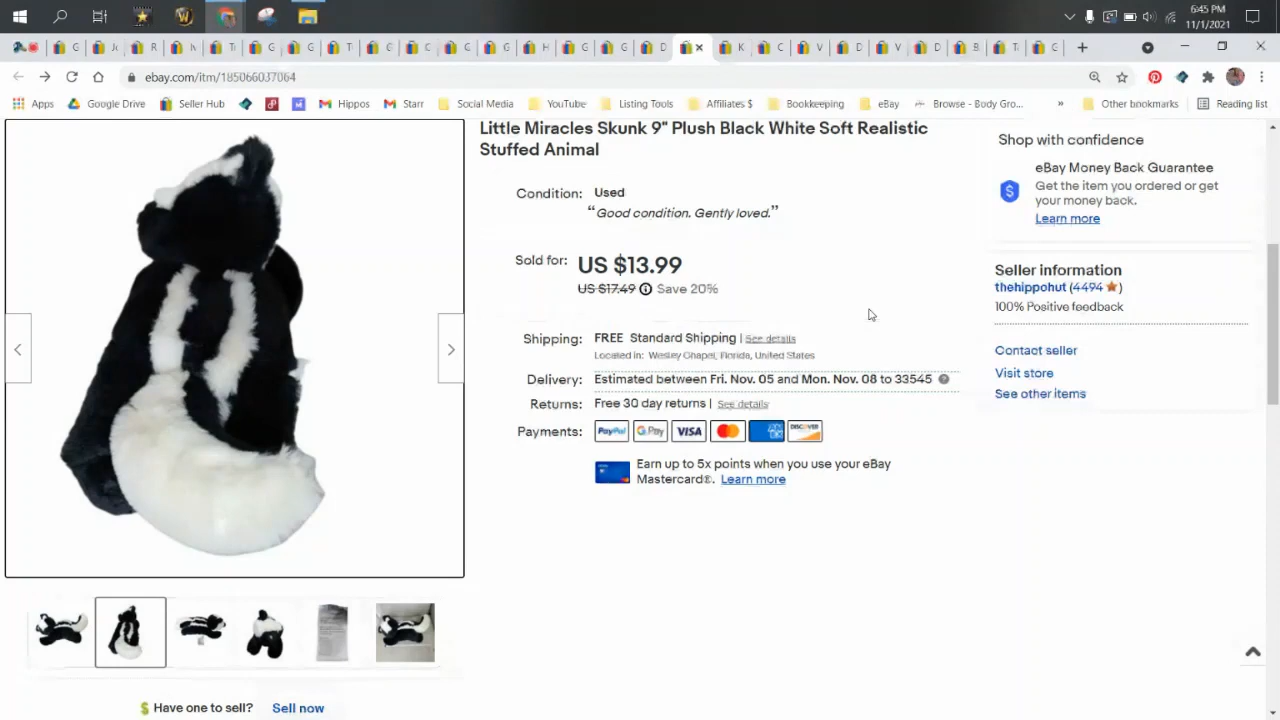 6:45 PM
11/1/2021
ebay.com/itm/185066037064
Apps
Google Drive
Seller Hub
Hippos
Starr
Social Media
YouTube
Listing Tools
Affiliates $
Bookkeeping
eBay
Browse - Body Gro...
»
Other bookmarks
Reading list
Little Miracles Skunk 9" Plush Black White Soft Realistic
Stuffed Animal
Condition: Used
“Good condition. Gently loved.”
Sold for: US $13.99
US $17.49 Save 20%
Shipping: FREE Standard Shipping | See details
Located in: Wesley Chapel, Florida, United States
Delivery: Estimated between Fri. Nov. 05 and Mon. Nov. 08 to 33545
Returns: Free 30 day returns | See details
Payments: PayPal G Pay VISA DISCOVER
Earn up to 5x points when you use your eBay
Mastercard®. Learn more
Shop with confidence
eBay Money Back Guarantee
Get the item you ordered or get
your money back.
Learn more
Seller information
thehippohut (4494)
100% Positive feedback
Contact seller
Visit store
See other items
Have one to sell? Sell now